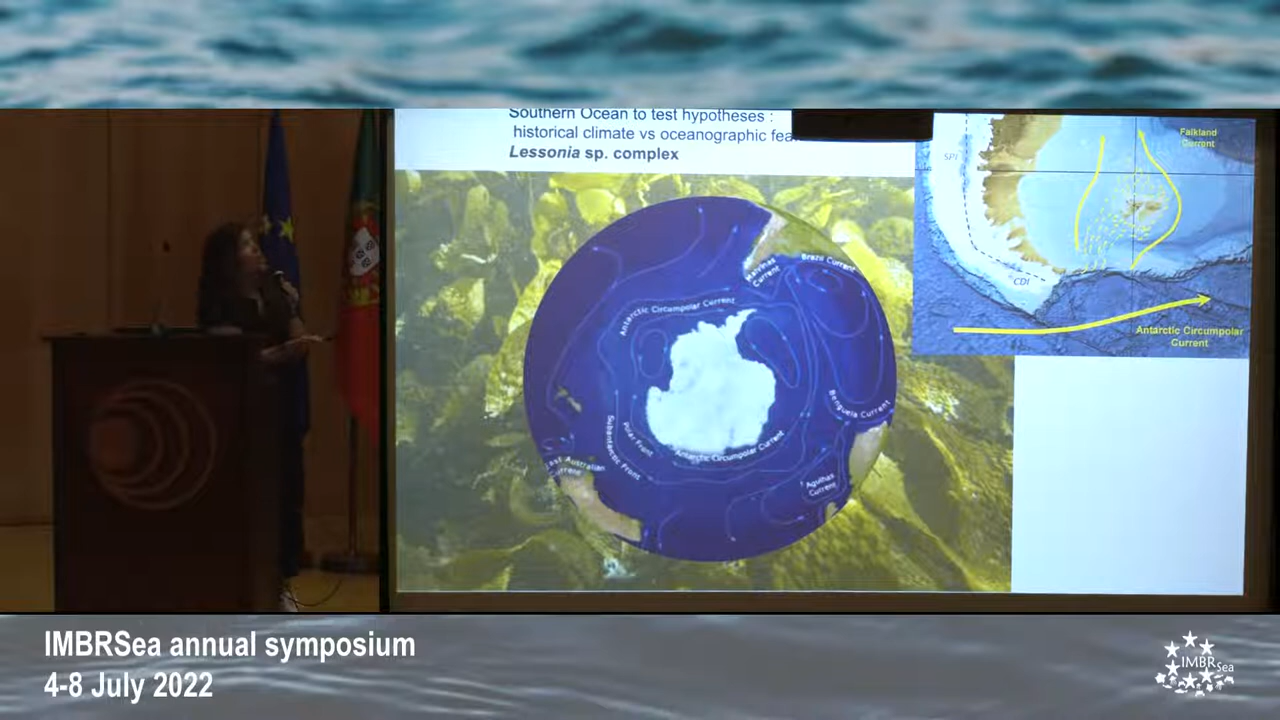 Southern Ocean to test hypotheses :
historical climate vs oceanographic fea
Lessonia sp. complex
Falkland
Current
SPI
CDI
Antarctic Circumpolar
Current
Malvinas
Current
Brazil Current
Antarctic Circumpolar Current
Benguela Current
Polar Front
Subantarctic Front
Antarctic Circumpolar Current
East Australian
Current
Agulhas
Current
IMBRSea annual symposium
4-8 July 2022
IMBRSea